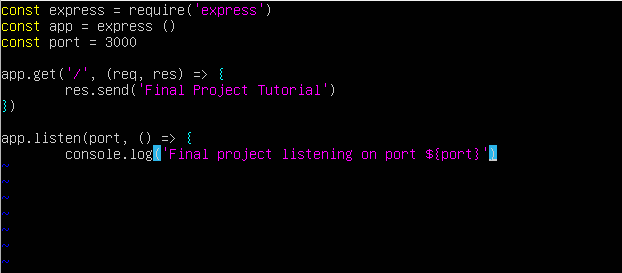 const express = require('express')
const app = express ()
const port = 3000

app.get('/', (req, res) => {
        res.send('Final Project Tutorial')
})

app.listen(port, () => {
        console.log('Final project listening on port ${port}')
~
~
~
~
~
~